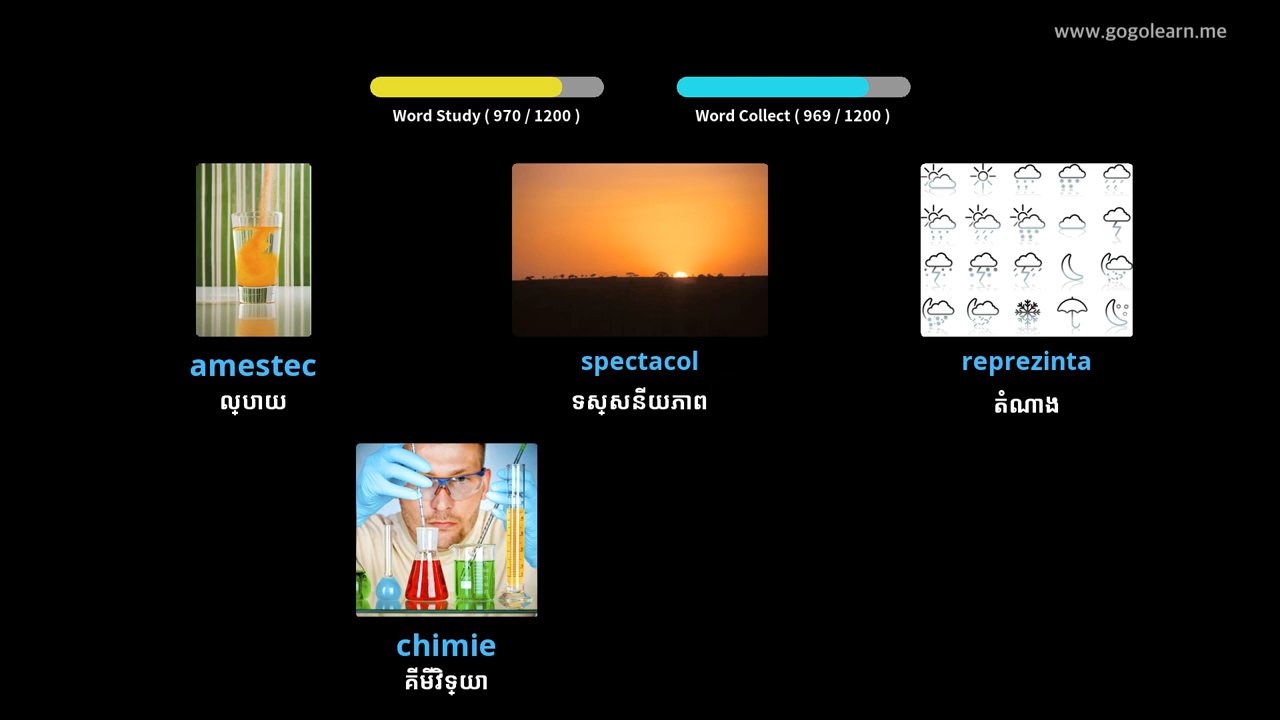 www.gogolearn.me
Word Study ( 970 / 1200 )
Word Collect ( 969 / 1200 )
amestec
ល្បាយ
spectacol
ទស្សនីយភាព
reprezinta
តំណាង
chimie
គីមីវិទ្យា